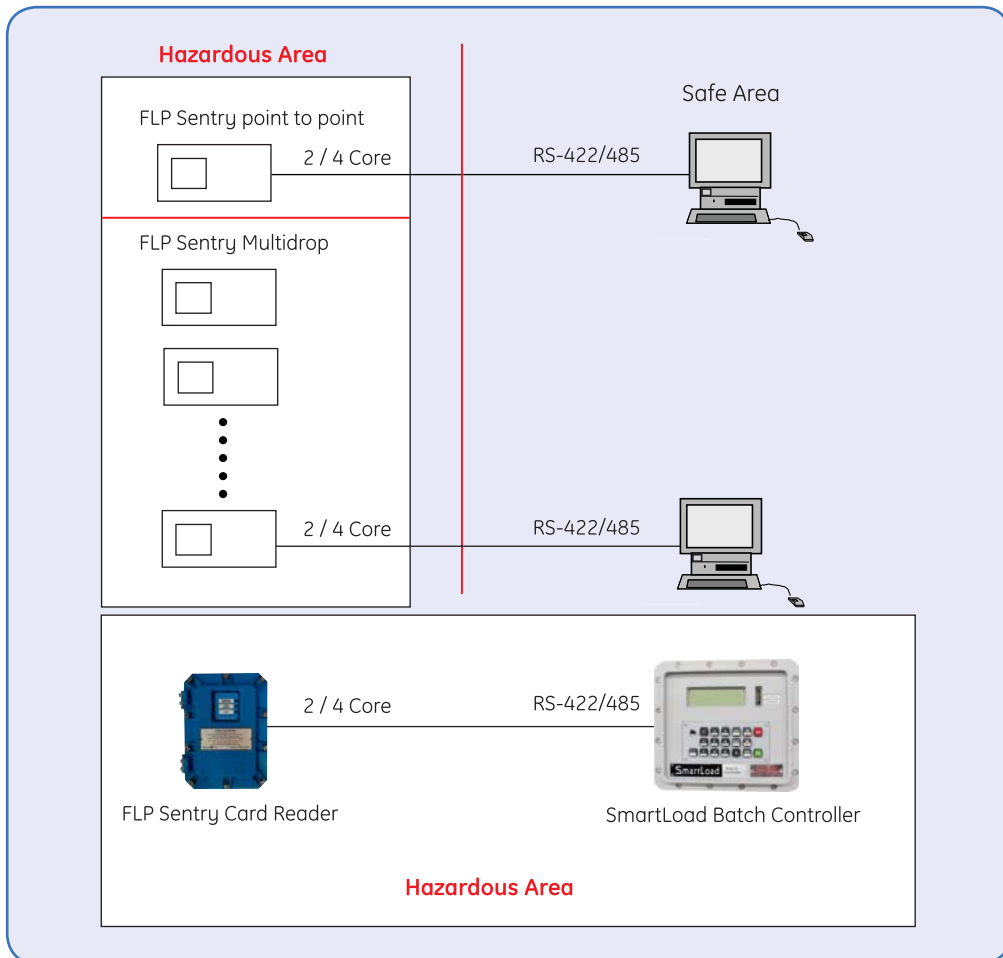 Hazardous Area
Safe Area
FLP Sentry point to point
2 / 4 Core
RS-422/485
FLP Sentry Multidrop
2 / 4 Core
RS-422/485
2 / 4 Core
RS-422/485
SmartLoad
FLP Sentry Card Reader
SmartLoad Batch Controller
Hazardous Area